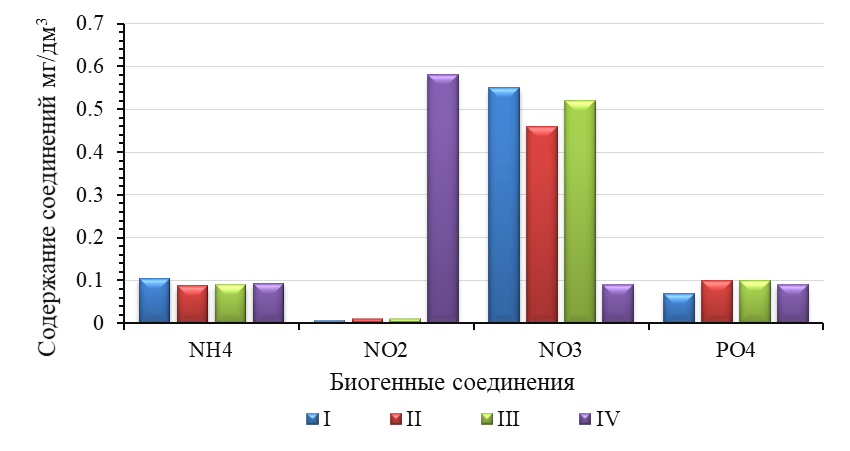 Содержание соединений мг/дм³
0.7
0.6
0.5
0.4
0.3
0.2
0.1
0
NH4 NO2 NO3 PO4
Биогенные соединения
I II III IV